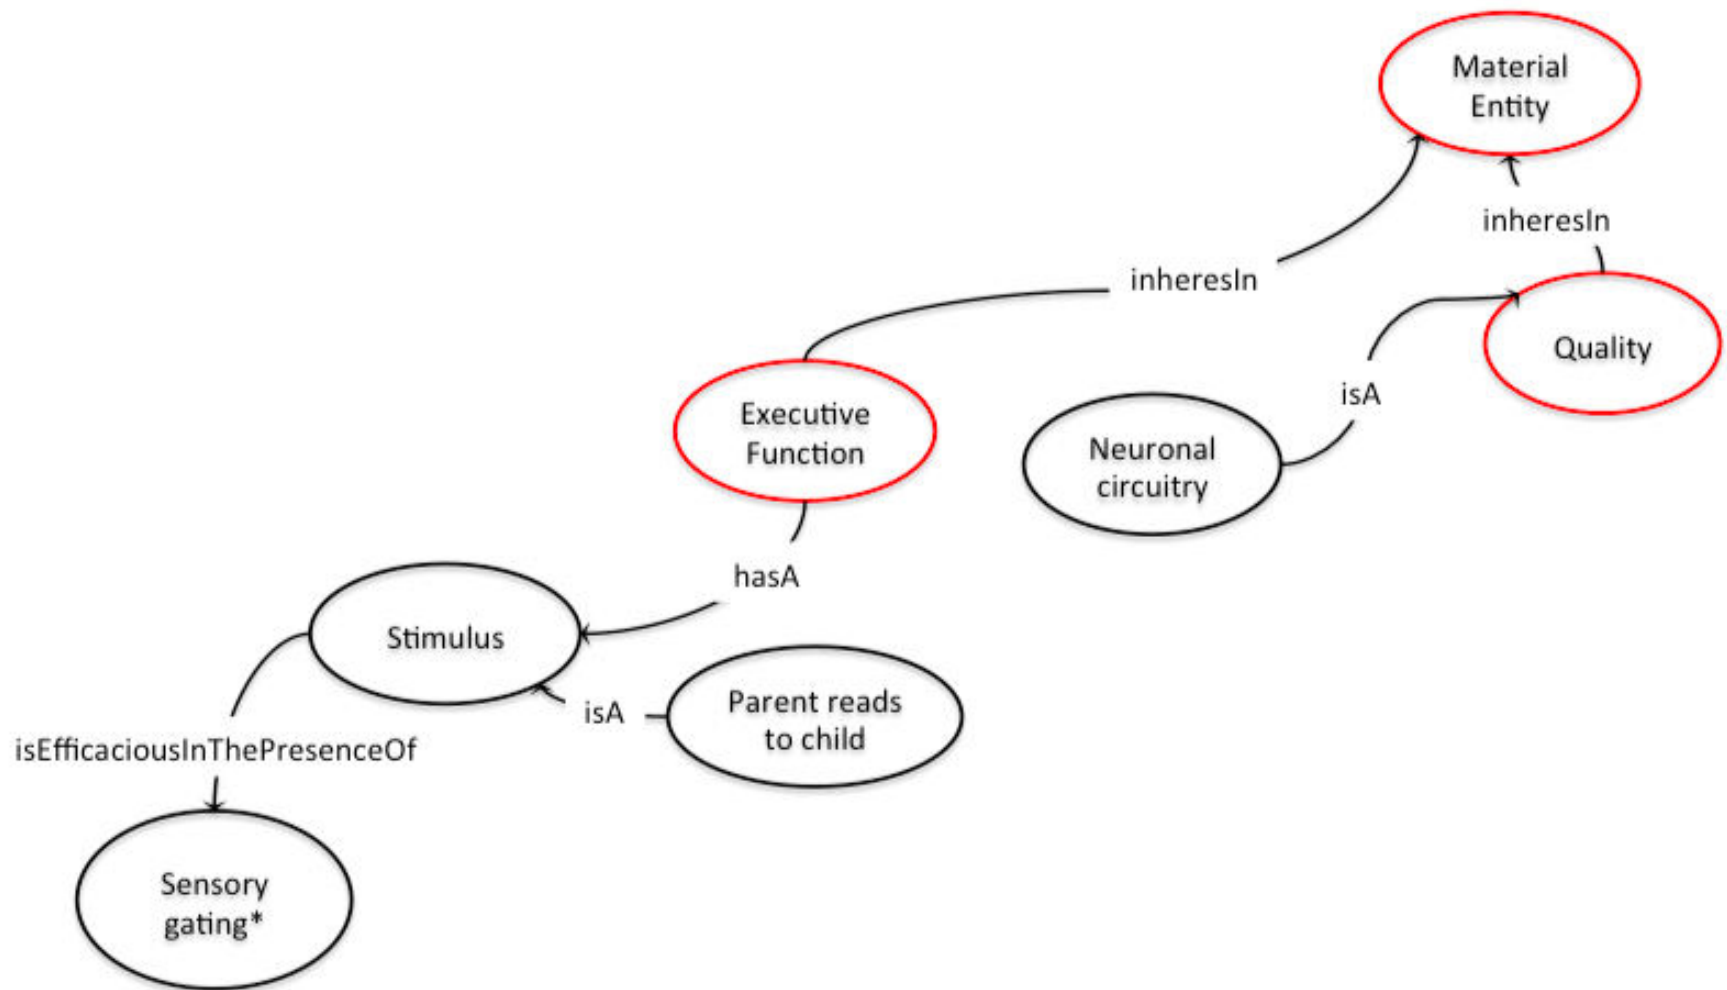 Material
Entity
inheresIn
inheresIn
Quality
isA
Executive
Function
Neuronal
circuitry
hasA
Stimulus
isA
Parent reads
to child
isEfficaciousInThePresenceOf
Sensory
gating*